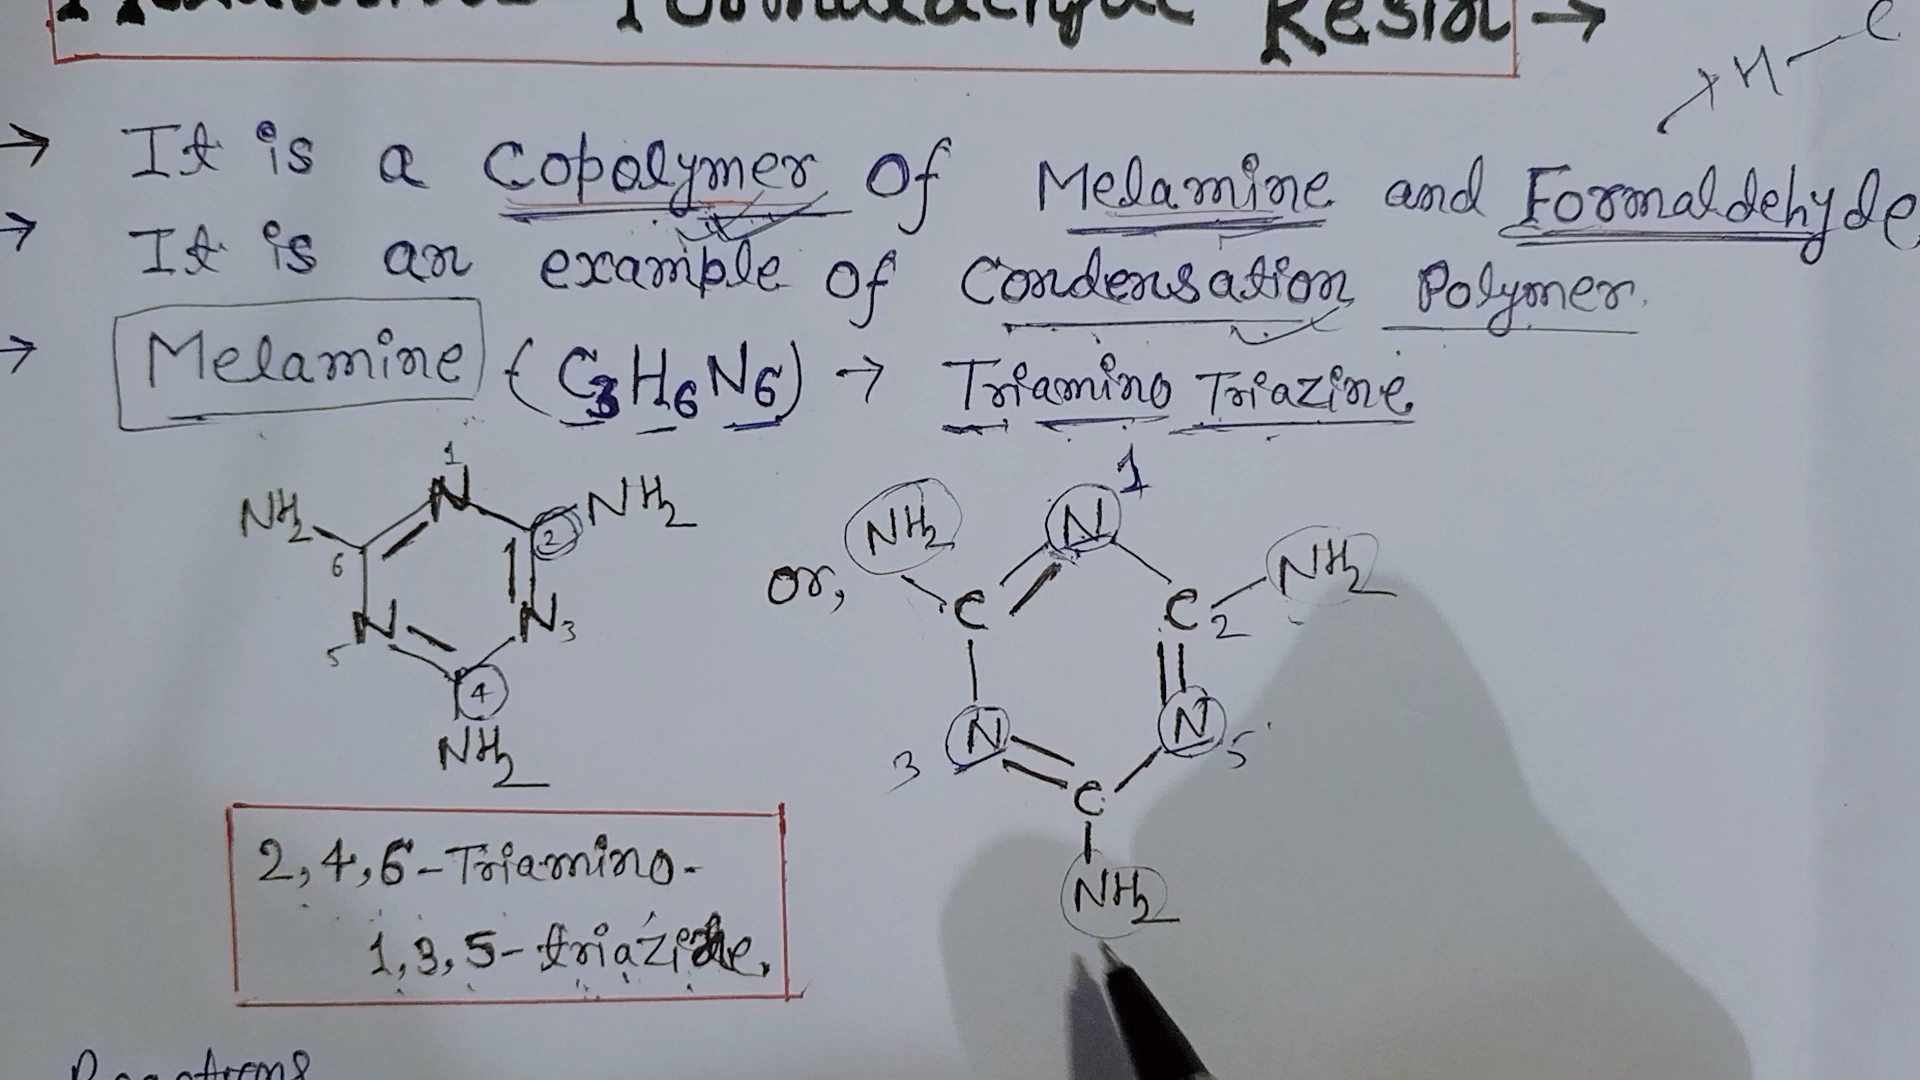 Formaldehyde Resin →
→ It is a Copolymer of Melamine and Formaldehyde
→ It is an example of Condensation Polymer.
→ Melamine (C3H6N6) → Triamino Triazine
1
N
NH2
2
NH2
6
N
5
N3
4
NH2
or,
1
N
NH2
C
C2
NH2
N
3
N
5
C
NH2
2,4,6-Triamino-
1,3,5-triazine.
Reactions